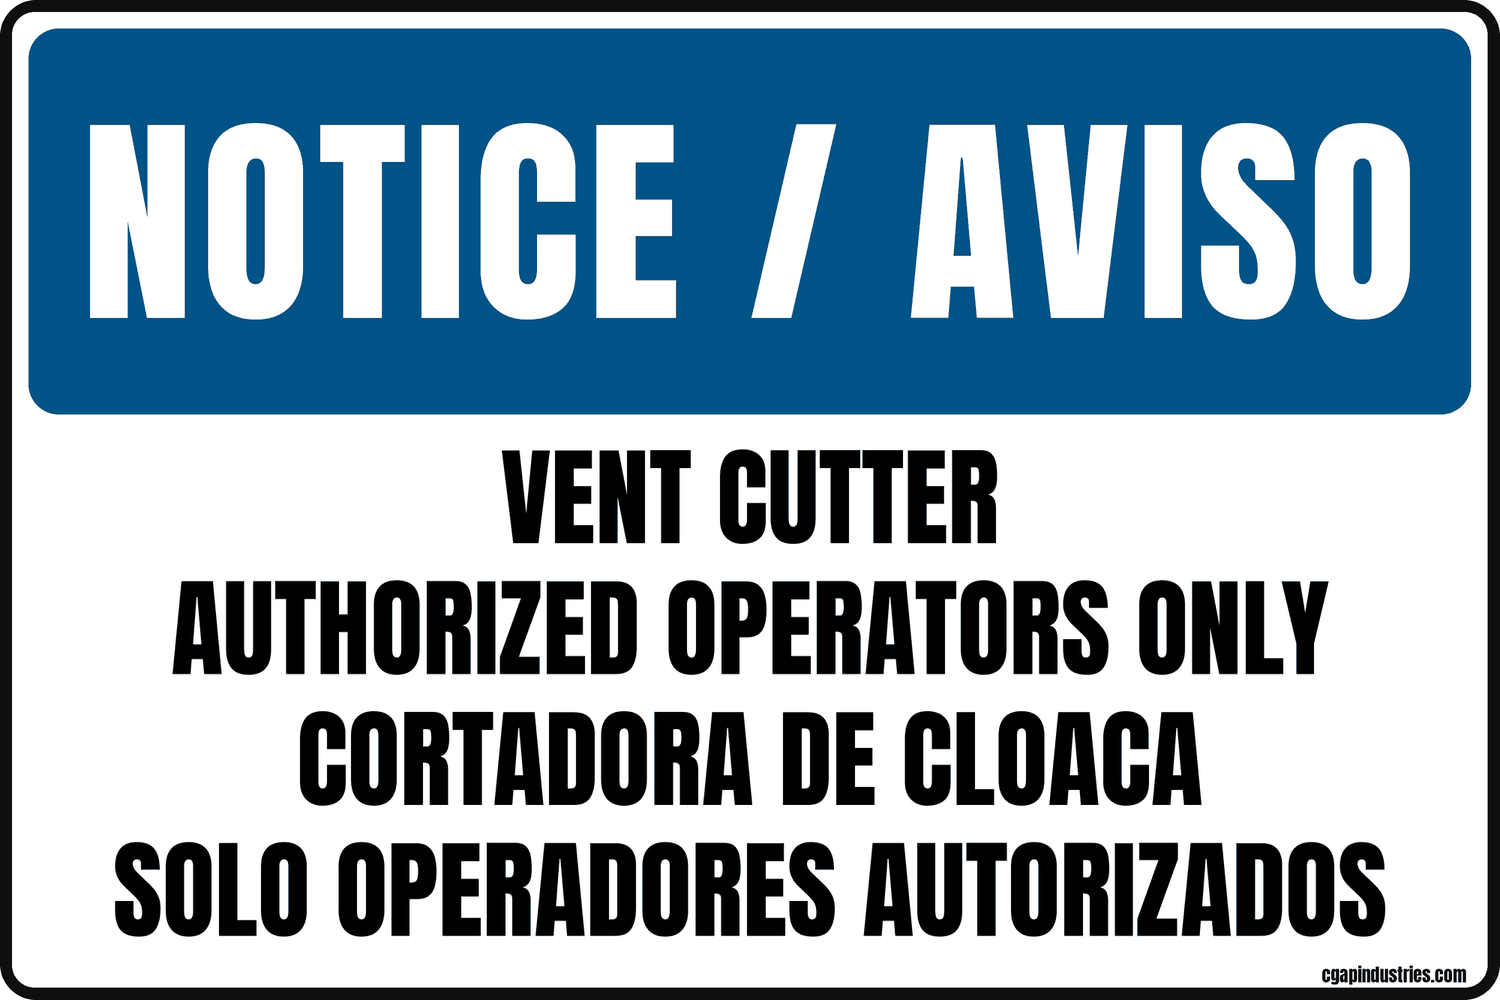 NOTICE / AVISO
VENT CUTTER
AUTHORIZED OPERATORS ONLY
CORTADORA DE CLOACA
SOLO OPERADORES AUTORIZADOS
cgapindustries.com